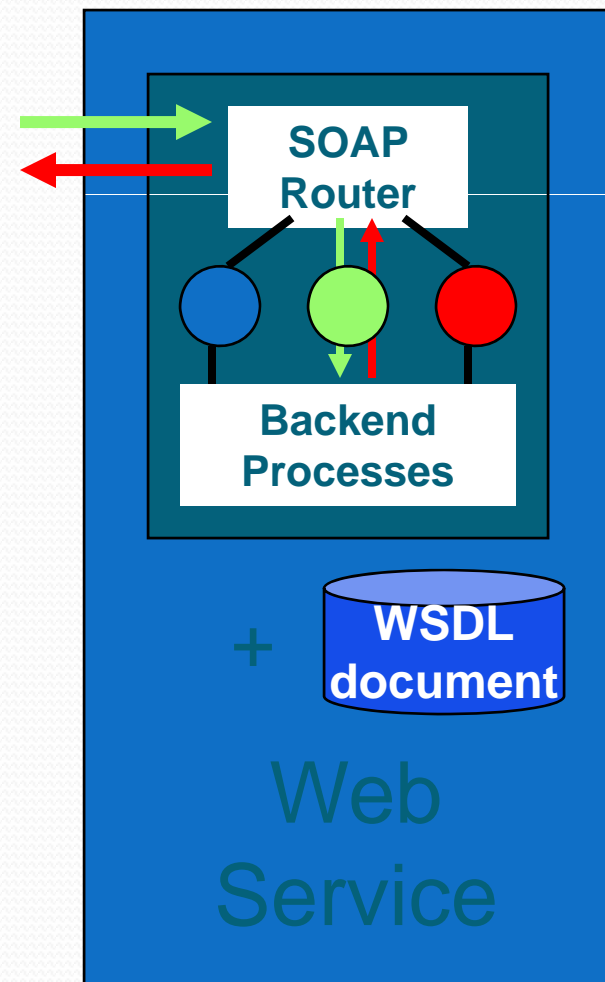 SOAP
Router
Backend
Processes
+
WSDL
document
Web
Service